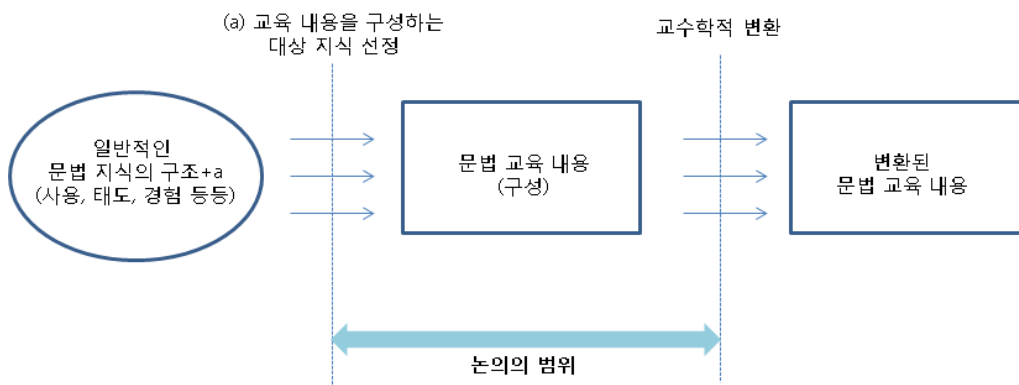 (a) 교육 내용을 구성하는
대상 지식 선정
교수학적 변환
일반적인
문법 지식의 구조+a
(사용, 태도, 경험 등등)
문법 교육 내용
(구성)
변환된
문법 교육 내용
논의의 범위